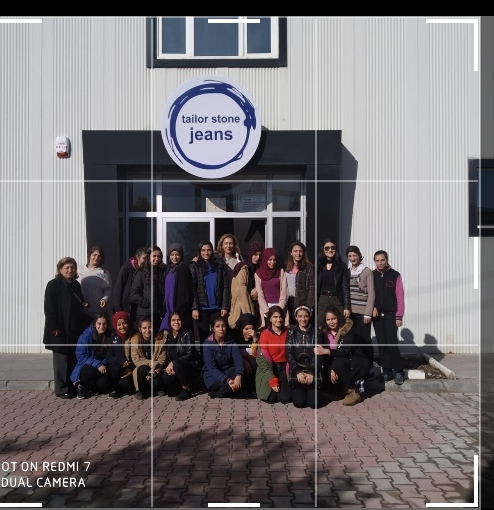 tailor stone
jeans
OT ON REDMI 7
DUAL CAMERA